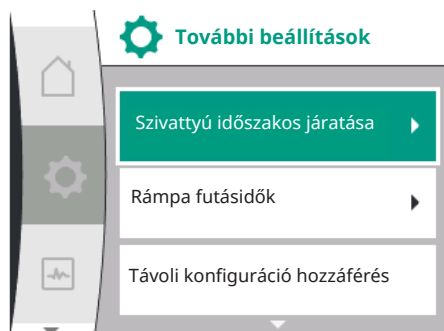 További beállítások
Szivattyú időszakos járatása
Rámpa futásidők
Távoli konfiguráció hozzáférés